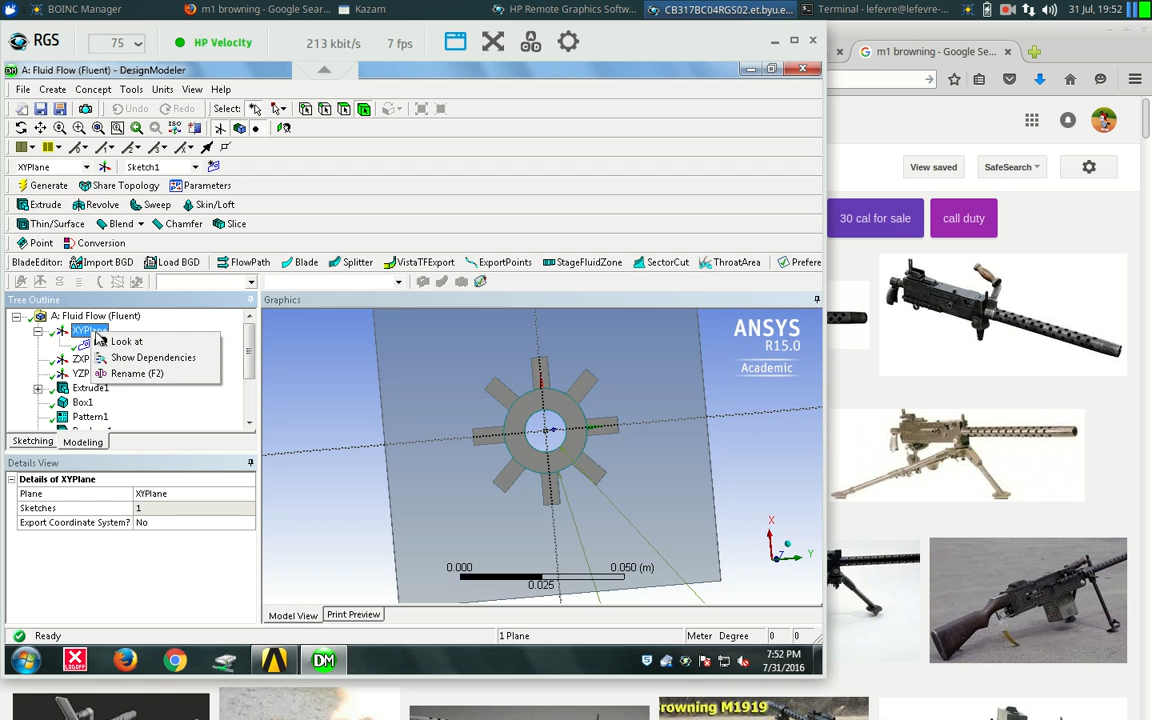 BOINC Manager
m1 browning - Google Sear...
Kazam
HP Remote Graphics Softw...
CB317BC04RGS02.et.byu.e...
Terminal - lefevre@lefevre-...
31 Jul, 19:52
RGS
75
HP Velocity
213 kbit/s
7 fps
m1 browning - Google Se...
A: Fluid Flow (Fluent) - DesignModeler
File
Create
Concept
Tools
Units
View
Help
Undo
Redo
Select:
ISO
XYPlane
Sketch1
View saved
SafeSearch
Generate
Share Topology
Parameters
Extrude
Revolve
Sweep
Skin/Loft
30 cal for sale
call duty
Thin/Surface
Blend
Chamfer
Slice
Point
Conversion
BladeEditor:
Import BGD
Load BGD
FlowPath
Blade
Splitter
VistaTFExport
ExportPoints
StageFluidZone
SectorCut
ThroatArea
Prefere
Tree Outline
Graphics
A: Fluid Flow (Fluent)
XYPlane
Look at
ZXP
Show Dependencies
YZP
Rename (F2)
Extrude1
Box1
Pattern1
ANSYS
R15.0
Academic
Sketching
Modeling
Details View
Details of XYPlane
Plane
XYPlane
Sketches
1
Export Coordinate System?
No
X
Y
Z
0.000
0.050 (m)
0.025
Model View
Print Preview
Ready
1 Plane
Meter
Degree
0
0
LOGOFF
DM
7:52 PM
7/31/2016
rowning M1919